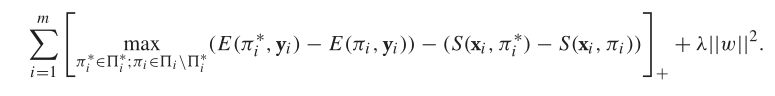 \sum_{i=1}^{m} \left[ \max_{\pi_i^* \in \Pi_i^*; \pi_i \in \Pi_i \setminus \Pi_i^*} (E(\pi_i^*, \mathbf{y}_i) - E(\pi_i, \mathbf{y}_i)) - (S(\mathbf{x}_i, \pi_i^*) - S(\mathbf{x}_i, \pi_i)) \right]_+ + \lambda ||w||^2.